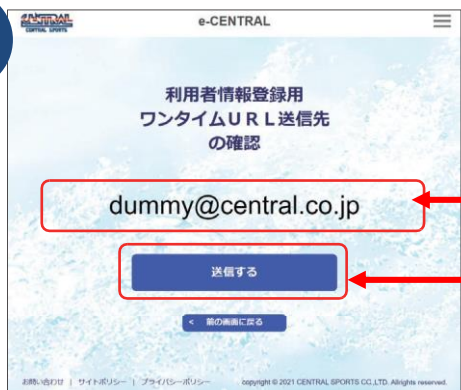 CENTRAL
CENTRAL SPORTS
e-CENTRAL
利用者情報登録用
ワンタイムURL送信先
の確認
dummy@central.co.jp
送信する
< 前の画面に戻る
お問い合わせ | サイトポリシー | プライバシーポリシー
copyright © 2021 CENTRAL SPORTS CO.,LTD. Allrights reserved.